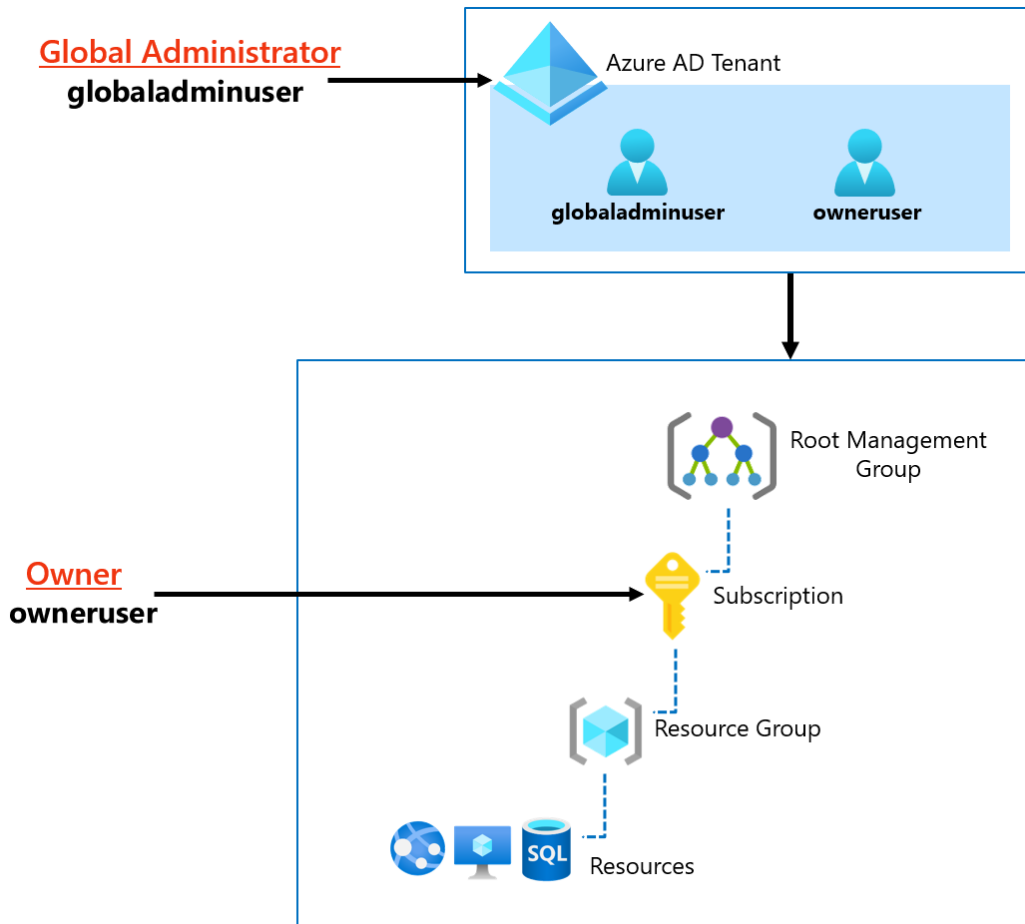 Global Administrator
globaladminuser
Azure AD Tenant
globaladminuser
owneruser
Root Management
Group
Owner
owneruser
Subscription
Resource Group
SQL
Resources